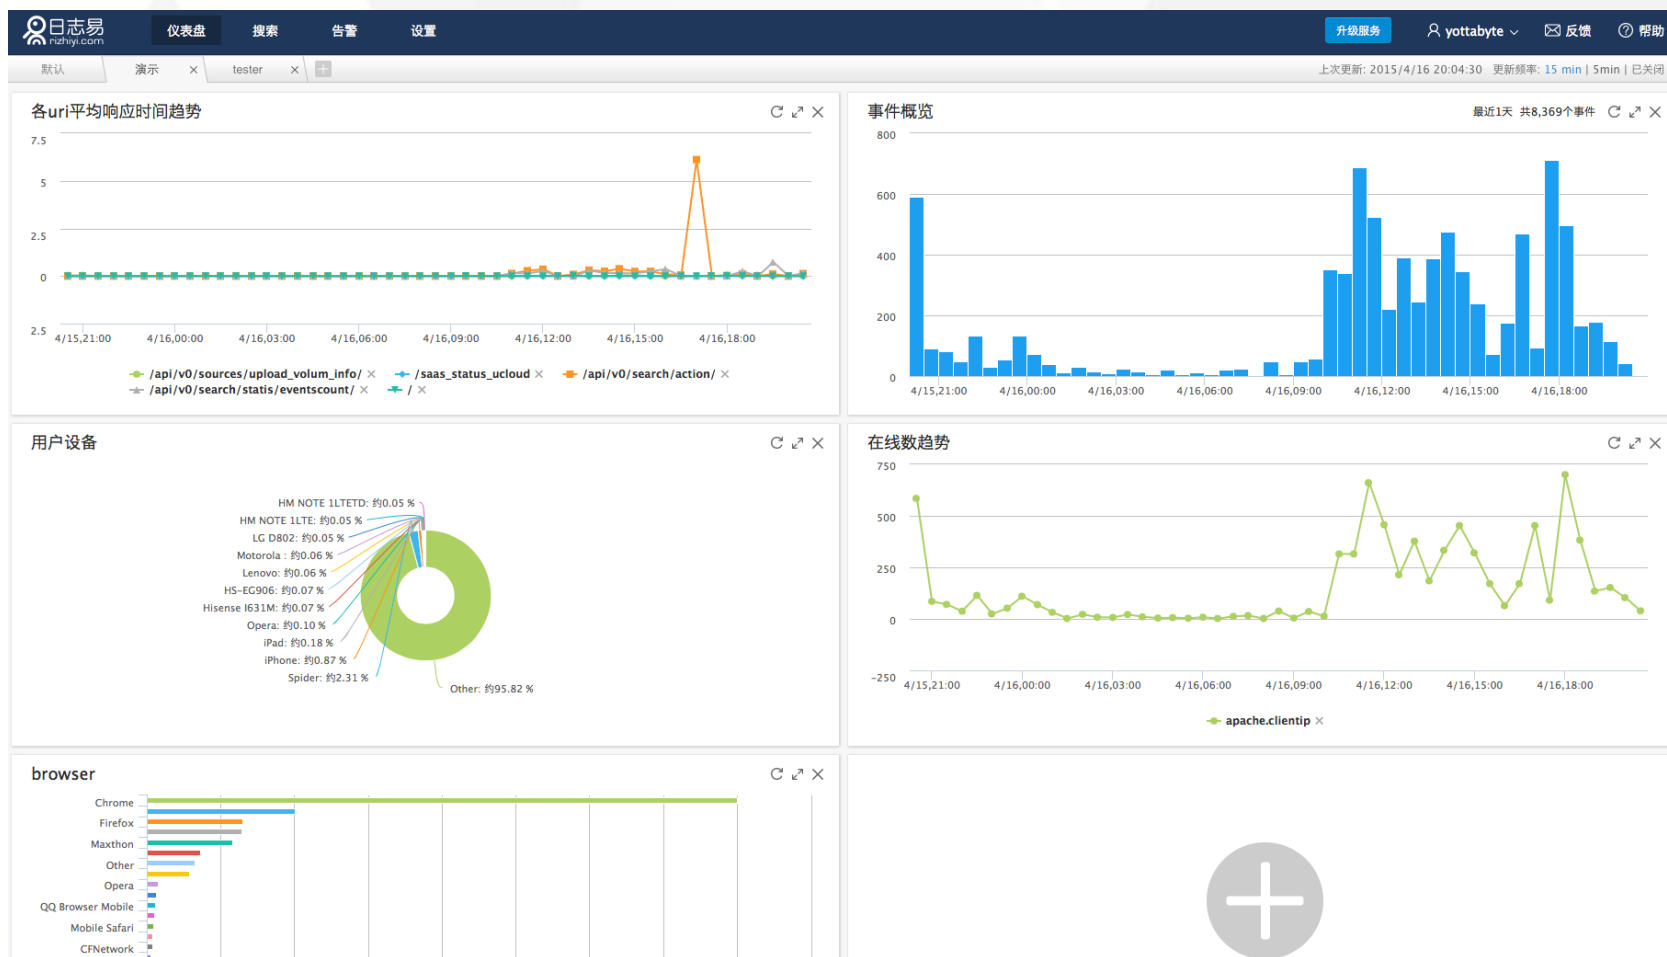 日志易
rizhiyi.com
仪表盘 搜索 告警 设置
升级服务 yottabyte 反馈 帮助
默认 演示 tester
上次更新: 2015/4/16 20:04:30 更新频率: 15 min | 5min | 已关闭
各uri平均响应时间趋势
7.5
5
2.5
0
2.5
4/15,21:00 4/16,00:00 4/16,03:00 4/16,06:00 4/16,09:00 4/16,12:00 4/16,15:00 4/16,18:00
/api/v0/sources/upload_volum_info/ /saas_status_ucloud /api/v0/search/action/
/api/v0/search/statis/eventscount/ /
事件概览
最近1天 共8,369个事件
800
600
400
200
0
4/15,21:00 4/16,00:00 4/16,03:00 4/16,06:00 4/16,09:00 4/16,12:00 4/16,15:00 4/16,18:00
用户设备
HM NOTE 1LTETD: 约0.05 %
HM NOTE 1LTE: 约0.05 %
LG D802: 约0.05 %
Motorola : 约0.06 %
Lenovo: 约0.06 %
HS-EG906: 约0.07 %
Hisense I631M: 约0.07 %
Opera: 约0.10 %
iPad: 约0.18 %
iPhone: 约0.87 %
Spider: 约2.31 %
Other: 约95.82 %
在线数趋势
750
500
250
0
-250
4/15,21:00 4/16,00:00 4/16,03:00 4/16,06:00 4/16,09:00 4/16,12:00 4/16,15:00 4/16,18:00
apache.clientip
browser
Chrome
Firefox
Maxthon
Other
Opera
QQ Browser Mobile
Mobile Safari
CFNetwork